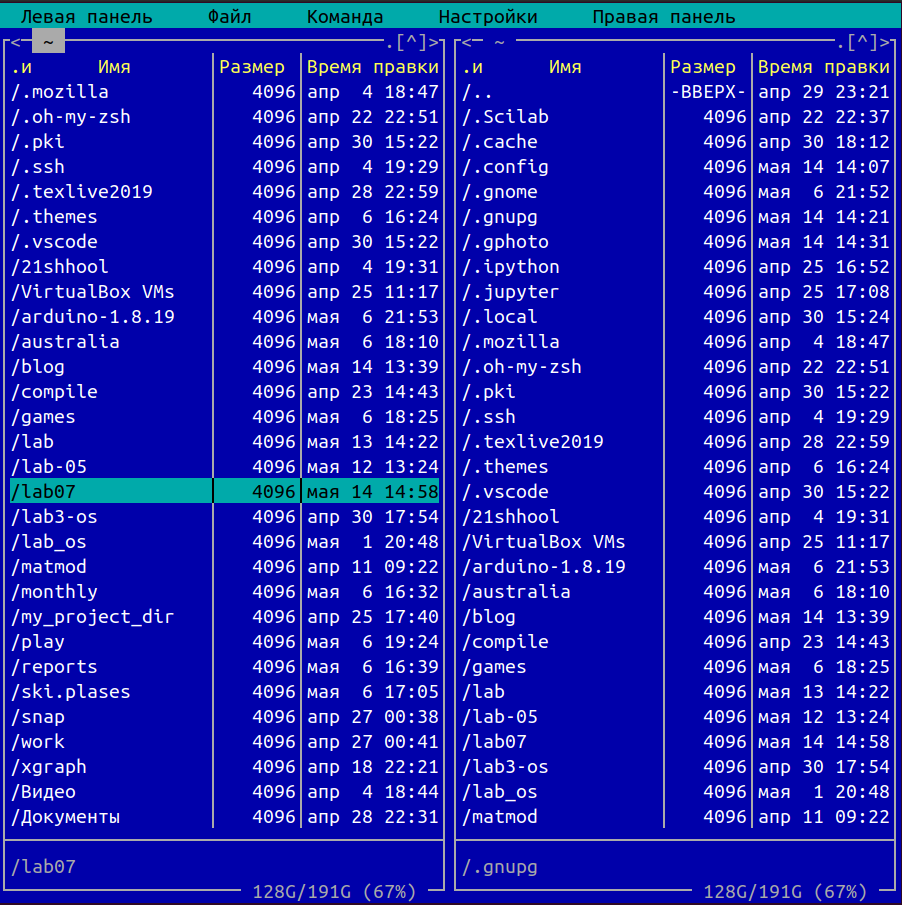 Левая панель Файл Команда Настройки Правая панель
<- ~ .[^]>
.и Имя Размер Время правки
/.mozilla 4096 апр 4 18:47
/.oh-my-zsh 4096 апр 22 22:51
/.pki 4096 апр 30 15:22
/.ssh 4096 апр 4 19:29
/.texlive2019 4096 апр 28 22:59
/.themes 4096 апр 6 16:24
/.vscode 4096 апр 30 15:22
/21shhool 4096 апр 4 19:31
/VirtualBox VMs 4096 апр 25 11:17
/arduino-1.8.19 4096 мая 6 21:53
/australia 4096 мая 6 18:10
/blog 4096 мая 14 13:39
/compile 4096 апр 23 14:43
/games 4096 мая 6 18:25
/lab 4096 мая 13 14:22
/lab-05 4096 мая 12 13:24
/lab07 4096 мая 14 14:58
/lab3-os 4096 апр 30 17:54
/lab_os 4096 мая 1 20:48
/matmod 4096 апр 11 09:22
/monthly 4096 мая 6 16:32
/my_project_dir 4096 апр 25 17:40
/play 4096 мая 6 19:24
/reports 4096 мая 6 16:39
/ski.plases 4096 мая 6 17:05
/snap 4096 апр 27 00:38
/work 4096 апр 27 00:41
/xgraph 4096 апр 18 22:21
/Видео 4096 апр 4 18:44
/Документы 4096 апр 28 22:31
/lab07
128G/191G (67%)
<- ~ .[^]>
.и Имя Размер Время правки
/.. -ВВЕРХ- апр 29 23:21
/.Scilab 4096 апр 22 22:37
/.cache 4096 апр 30 18:12
/.config 4096 мая 14 14:07
/.gnome 4096 мая 6 21:52
/.gnupg 4096 мая 14 14:21
/.gphoto 4096 мая 14 14:31
/.ipython 4096 апр 25 16:52
/.jupyter 4096 апр 25 17:08
/.local 4096 апр 30 15:24
/.mozilla 4096 апр 4 18:47
/.oh-my-zsh 4096 апр 22 22:51
/.pki 4096 апр 30 15:22
/.ssh 4096 апр 4 19:29
/.texlive2019 4096 апр 28 22:59
/.themes 4096 апр 6 16:24
/.vscode 4096 апр 30 15:22
/21shhool 4096 апр 4 19:31
/VirtualBox VMs 4096 апр 25 11:17
/arduino-1.8.19 4096 мая 6 21:53
/australia 4096 мая 6 18:10
/blog 4096 мая 14 13:39
/compile 4096 апр 23 14:43
/games 4096 мая 6 18:25
/lab 4096 мая 13 14:22
/lab-05 4096 мая 12 13:24
/lab07 4096 мая 14 14:58
/lab3-os 4096 апр 30 17:54
/lab_os 4096 мая 1 20:48
/matmod 4096 апр 11 09:22
/.gnupg
128G/191G (67%)